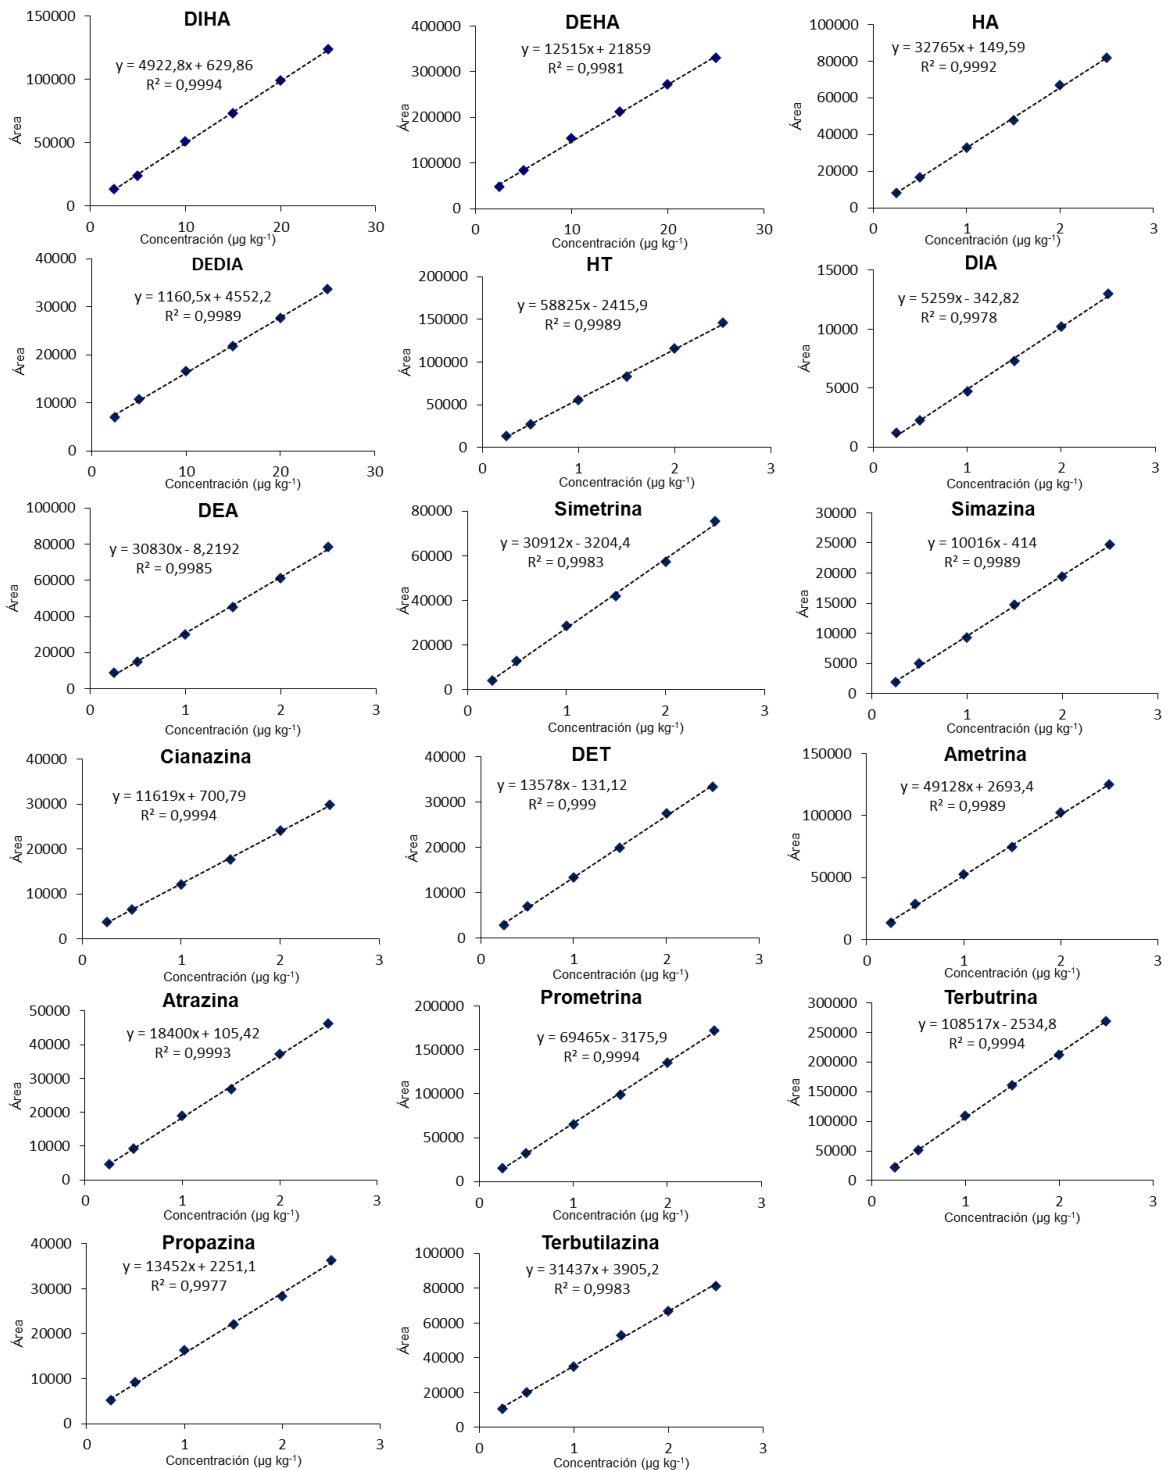 DIHA
y = 4922,8x + 629,86
R² = 0,9994
Área
150000
100000
50000
0
0 10 20 30
Concentración (µg kg⁻¹)
DEHA
y = 12515x + 21859
R² = 0,9981
Área
400000
300000
200000
100000
0
0 10 20 30
Concentración (µg kg⁻¹)
HA
y = 32765x + 149,59
R² = 0,9992
Área
100000
80000
60000
40000
20000
0
0 1 2 3
Concentración (µg kg⁻¹)
DEDIA
y = 1160,5x + 4552,2
R² = 0,9989
Área
40000
30000
20000
10000
0
0 10 20 30
Concentración (µg kg⁻¹)
HT
y = 58825x - 2415,9
R² = 0,9989
Área
200000
150000
100000
50000
0
0 1 2 3
Concentración (µg kg⁻¹)
DIA
y = 5259x - 342,82
R² = 0,9978
Área
15000
10000
5000
0
0 1 2 3
Concentración (µg kg⁻¹)
DEA
y = 30830x - 8,2192
R² = 0,9985
Área
100000
80000
60000
40000
20000
0
0 1 2 3
Concentración (µg kg⁻¹)
Simetrina
y = 30912x - 3204,4
R² = 0,9983
Área
80000
60000
40000
20000
0
0 1 2 3
Concentración (µg kg⁻¹)
Simazina
y = 10016x - 414
R² = 0,9989
Área
30000
25000
20000
15000
10000
5000
0
0 1 2 3
Concentración (µg kg⁻¹)
Cianazina
y = 11619x + 700,79
R² = 0,9994
Área
40000
30000
20000
10000
0
0 1 2 3
Concentración (µg kg⁻¹)
DET
y = 13578x - 131,12
R² = 0,999
Área
40000
30000
20000
10000
0
0 1 2 3
Concentración (µg kg⁻¹)
Ametrina
y = 49128x + 2693,4
R² = 0,9989
Área
150000
100000
50000
0
0 1 2 3
Concentración (µg kg⁻¹)
Atrazina
y = 18400x + 105,42
R² = 0,9993
Área
50000
40000
30000
20000
10000
0
0 1 2 3
Concentración (µg kg⁻¹)
Prometrina
y = 69465x - 3175,9
R² = 0,9994
Área
200000
150000
100000
50000
0
0 1 2 3
Concentración (µg kg⁻¹)
Terbutrina
y = 108517x - 2534,8
R² = 0,9994
Área
300000
250000
200000
150000
100000
50000
0
0 1 2 3
Concentración (µg kg⁻¹)
Propazina
y = 13452x + 2251,1
R² = 0,9977
Área
40000
30000
20000
10000
0
0 1 2 3
Concentración (µg kg⁻¹)
Terbutilazina
y = 31437x + 3905,2
R² = 0,9983
Área
100000
80000
60000
40000
20000
0
0 1 2 3
Concentración (µg kg⁻¹)